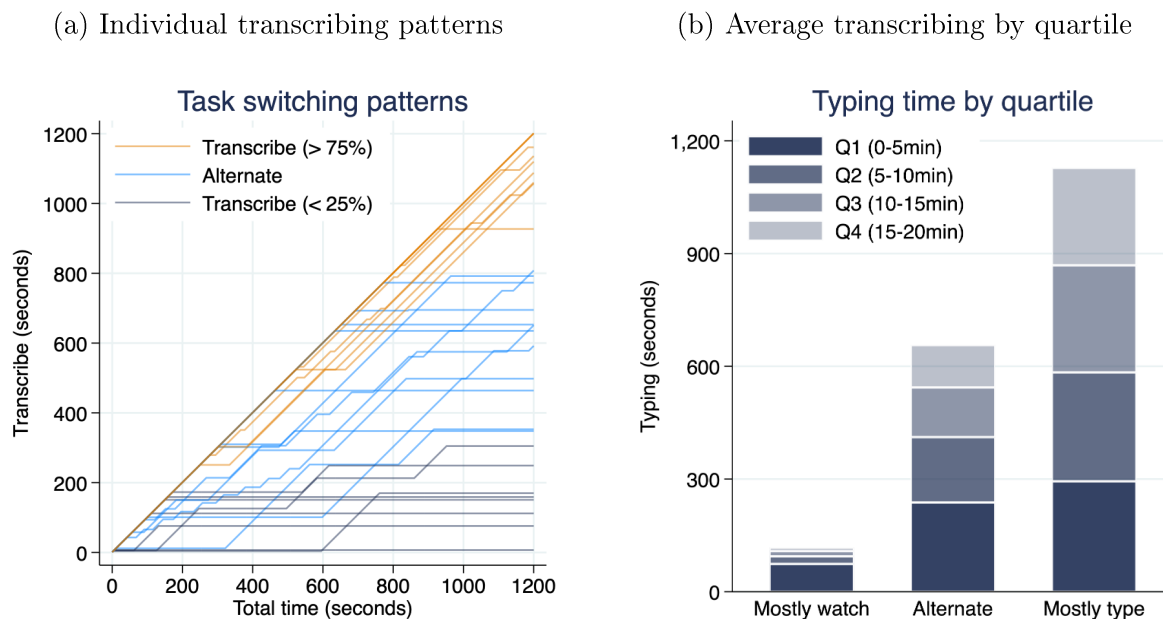 (a) Individual transcribing patterns
Task switching patterns
Transcribe (seconds)
1200
1000
800
600
400
200
0
Transcribe (> 75%)
Alternate
Transcribe (< 25%)
0 200 400 600 800 1000 1200
Total time (seconds)
(b) Average transcribing by quartile
Typing time by quartile
Typing (seconds)
1,200
900
600
300
0
Q1 (0-5min)
Q2 (5-10min)
Q3 (10-15min)
Q4 (15-20min)
Mostly watch Alternate Mostly type